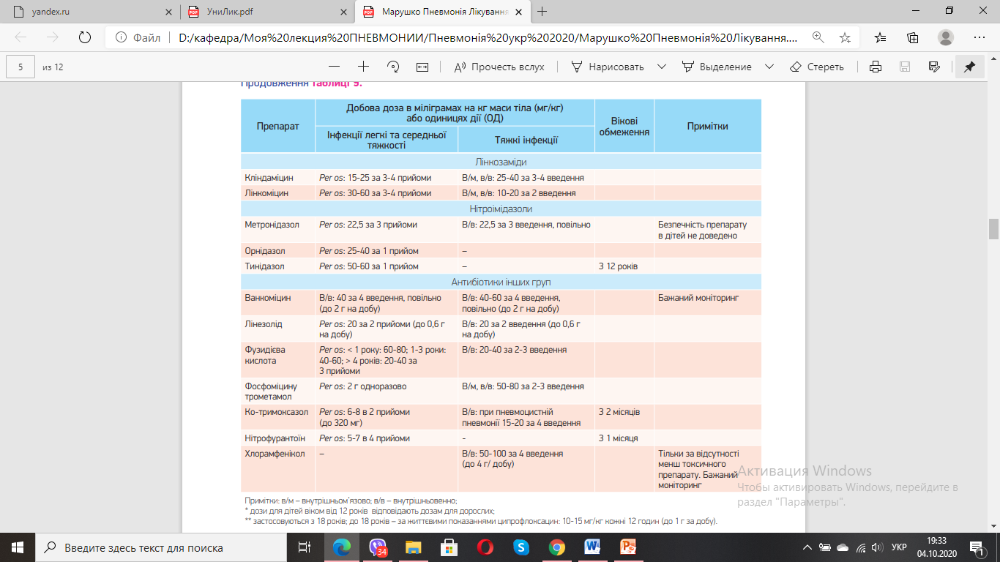 yandex.ru
УниЛик.pdf
Марушко Пневмонія Лікування
Файл
D:/кафедра/Моя%20лекция%20ПНЕВМОНИИ/Пневмонія%20укр%202020/Марушко%20Пневмонія%20Лікування....
5 из 12
Прочесть вслух
Нарисовать
Выделение
Стереть
Продовження Таблиці 9.
Препарат
Добова доза в міліграмах на кг маси тіла (мг/кг)
або одиницях дії (ОД)
Вікові
обмеження
Примітки
Інфекції легкі та середньої
тяжкості
Тяжкі інфекції
Лінкозаміди
Кліндаміцин Per os: 15-25 за 3-4 прийоми В/м, в/в: 25-40 за 3-4 введення
Лінкоміцин Per os: 30-60 за 3-4 прийоми В/м, в/в: 10-20 за 2 введення
Нітроімідазоли
Метронідазол Per os: 22,5 за 3 прийоми В/в: 22,5 за 3 введення, повільно Безпечність препарату
в дітей не доведено
Орнідазол Per os: 25-40 за 1 прийом –
Тинідазол Per os: 50-60 за 1 прийом – З 12 років
Антибіотики інших груп
Ванкоміцин В/в: 40 за 4 введення, повільно В/в: 40-60 за 4 введення, Бажаний моніторинг
(до 2 г на добу) повільно (до 2 г на добу)
Лінезолід Per os: 20 за 2 прийоми (до 0,6 г В/в: 20 за 2 введення (до 0,6 г
на добу) на добу)
Фузидієва Per os: < 1 року: 60-80; 1-3 роки: В/в: 20-40 за 2-3 введення
кислота 40-60; > 4 років: 20-40 за
3 прийоми
Фосфоміцину Per os: 2 г одноразово В/м, в/в: 50-80 за 2-3 введення
трометамол
Ко-тримоксазол Per os: 6-8 в 2 прийоми В/в: при пневмоцистній З 2 місяців
(до 320 мг) пневмонії 15-20 за 4 введення
Нітрофурантоїн Per os: 5-7 в 4 прийоми - З 1 місяця
Хлорамфенікол – В/в: 50-100 за 4 введення Тільки за відсутності
(до 4 г/ добу) менш токсичного
препарату. Бажаний
моніторинг
Примітки: в/м – внутрішньом'язово; в/в – внутрішньовенно;
* дози для дітей віком від 12 років відповідають дозам для дорослих;
** застосовуються з 18 років; до 18 років – за життєвими показаннями ципрофлоксацин: 10-15 мг/кг кожні 12 годин (до 1 г за добу).
Активация Windows
Чтобы активировать Windows, перейдите в
раздел "Параметры".
Введите здесь текст для поиска
34
УКР
19:33
04.10.2020
1